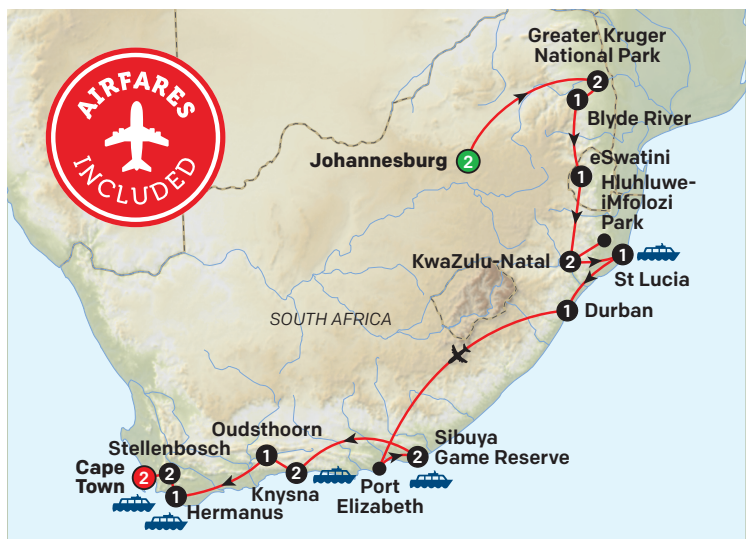 AIRFARES
INCLUDED
Greater Kruger
National Park
2
1
Blyde River
Johannesburg
2
eSwatini
1
Hluhluwe-
iMfolozi
Park
KwaZulu-Natal
2
1
St Lucia
1
Durban
SOUTH AFRICA
Oudsthoorn
1
Sibuya
Game Reserve
2
Stellenbosch
2
Cape
Town
2
1
Hermanus
2
Knysna
Port
Elizabeth